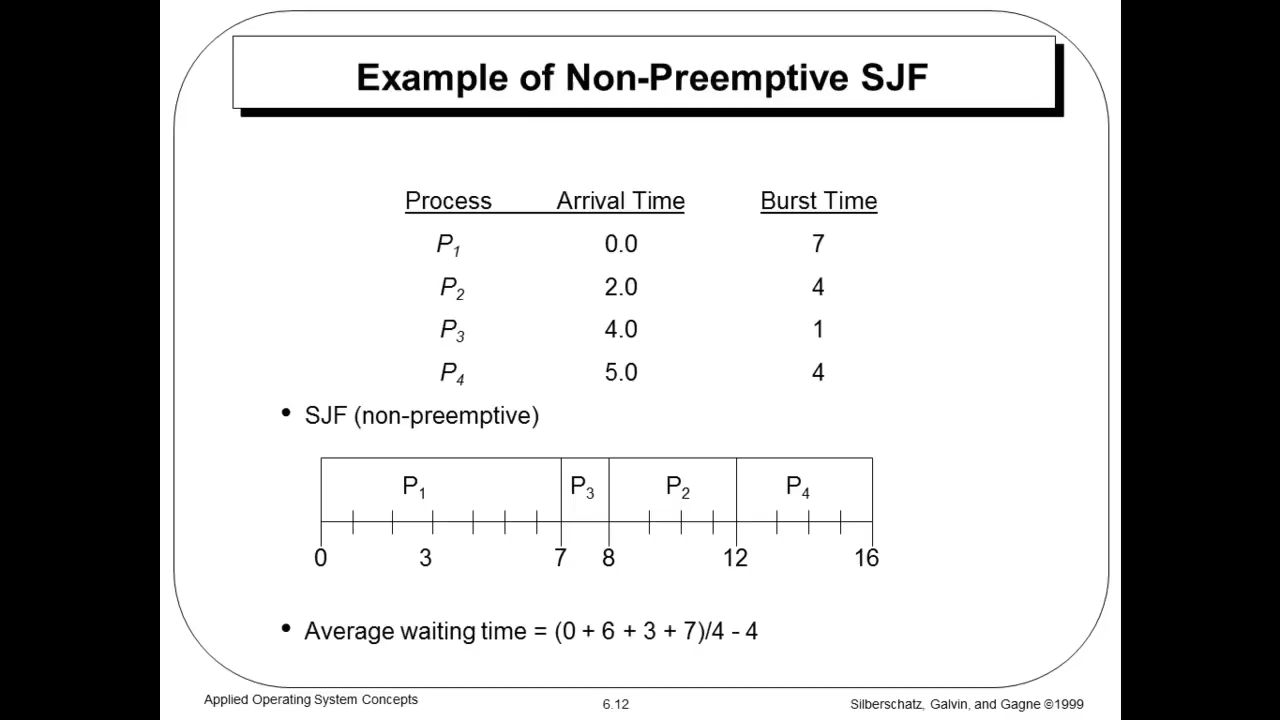 Example of Non-Preemptive SJF
Process Arrival Time Burst Time
P1 0.0 7
P2 2.0 4
P3 4.0 1
P4 5.0 4
• SJF (non-preemptive)
P1 P3 P2 P4
0 3 7 8 12 16
• Average waiting time = (0 + 6 + 3 + 7)/4 - 4
Applied Operating System Concepts 6.12 Silberschatz, Galvin, and Gagne ©1999